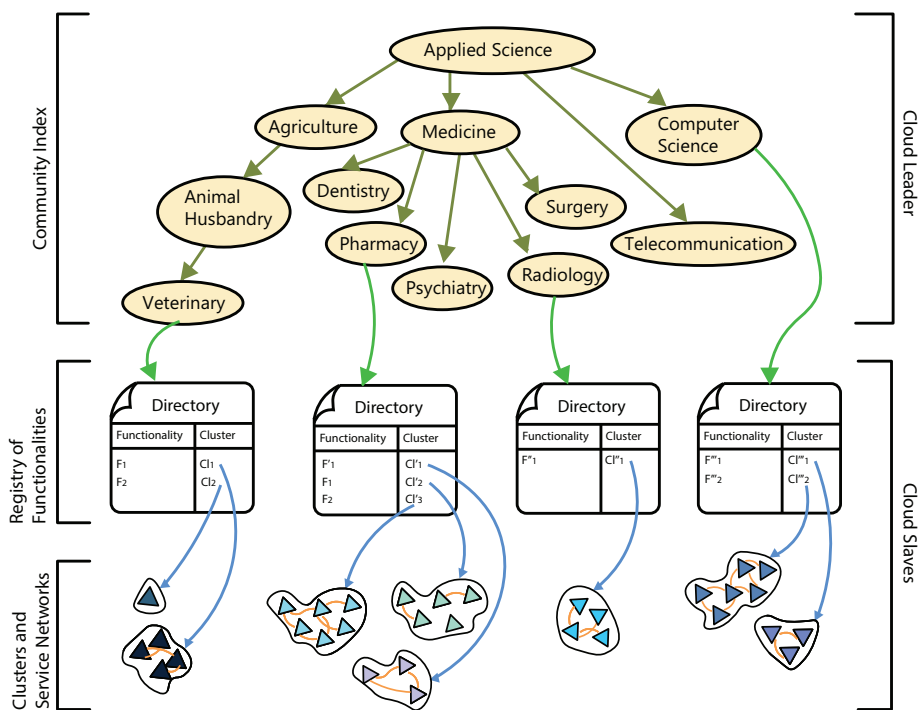 Applied Science
Agriculture
Medicine
Computer
Science
Dentistry
Animal
Husbandry
Surgery
Pharmacy
Telecommunication
Psychiatry
Radiology
Veterinary
Community Index
Cloud
Leader
Directory
Functionality Cluster
F1 Cl1
F2 Cl2
Directory
Functionality Cluster
F'1 Cl'1
F1 Cl'2
F2 Cl'3
Directory
Functionality Cluster
F"1 Cl"1
Directory
Functionality Cluster
F"'1 Cl"'1
F"'2 Cl"'2
Registry of
Functionalities
Cloud Slaves
Clusters and
Service Networks